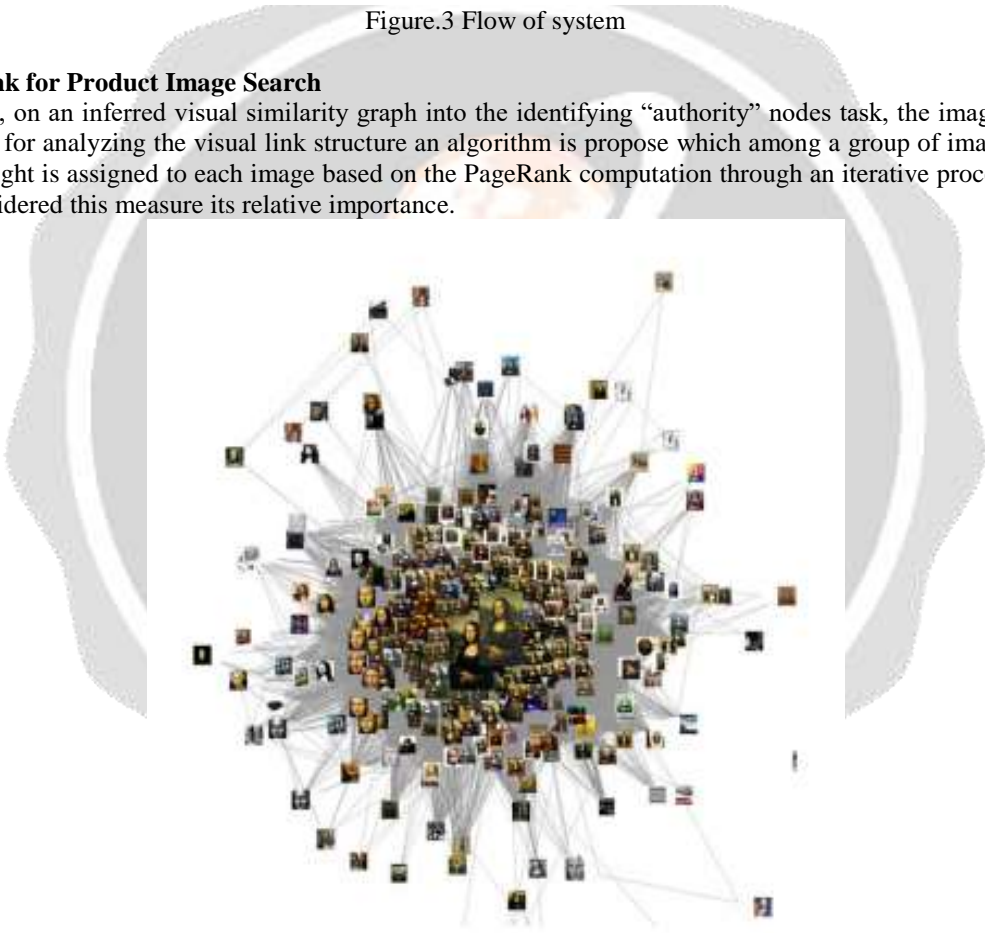 Figure.3 Flow of system
for Product Image Search
, on an inferred visual similarity graph into the identifying “authority” nodes task, the imag
for analyzing the visual link structure an algorithm is propose which among a group of ima
ght is assigned to each image based on the PageRank computation through an iterative proce
idered this measure its relative importance.